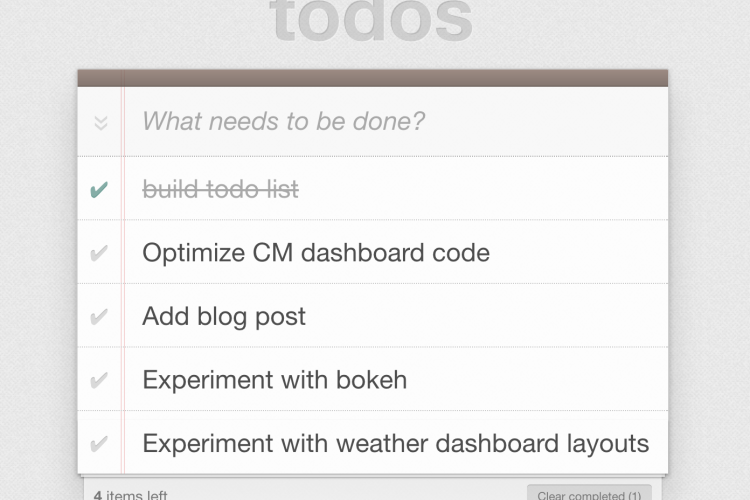 todos
What needs to be done?
build todo list
Optimize CM dashboard code
Add blog post
Experiment with bokeh
Experiment with weather dashboard layouts
4 items left
Clear completed (1)